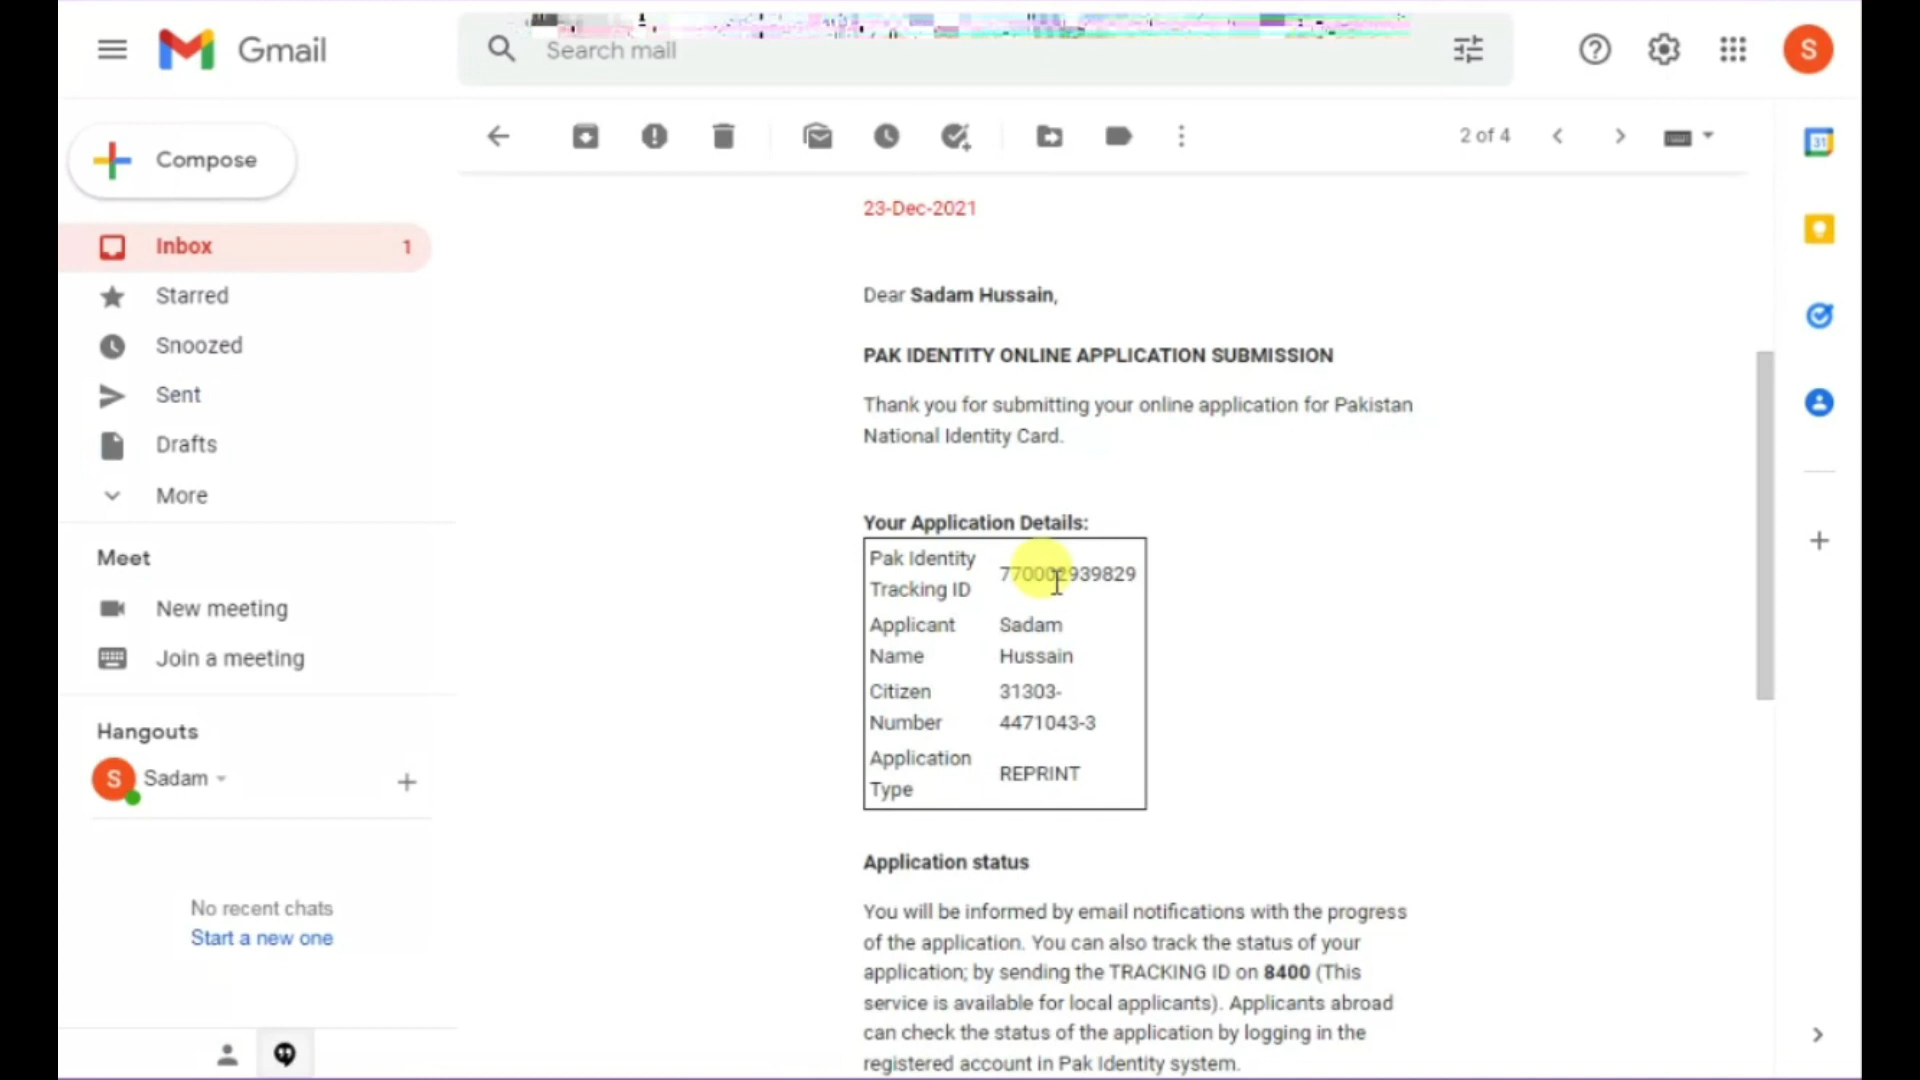 Gmail
Search mail
S
Compose
2 of 4
31
Inbox 1
Starred
Snoozed
Sent
Drafts
More
Meet
New meeting
Join a meeting
Hangouts
S Sadam
No recent chats
Start a new one
23-Dec-2021
Dear Sadam Hussain,
PAK IDENTITY ONLINE APPLICATION SUBMISSION
Thank you for submitting your online application for Pakistan
National Identity Card.
Your Application Details:
Pak Identity
Tracking ID 770002939829
Applicant Sadam
Name Hussain
Citizen 31303-
Number 4471043-3
Application
Type REPRINT
Application status
You will be informed by email notifications with the progress
of the application. You can also track the status of your
application; by sending the TRACKING ID on 8400 (This
service is available for local applicants). Applicants abroad
can check the status of the application by logging in the
registered account in Pak Identity system.